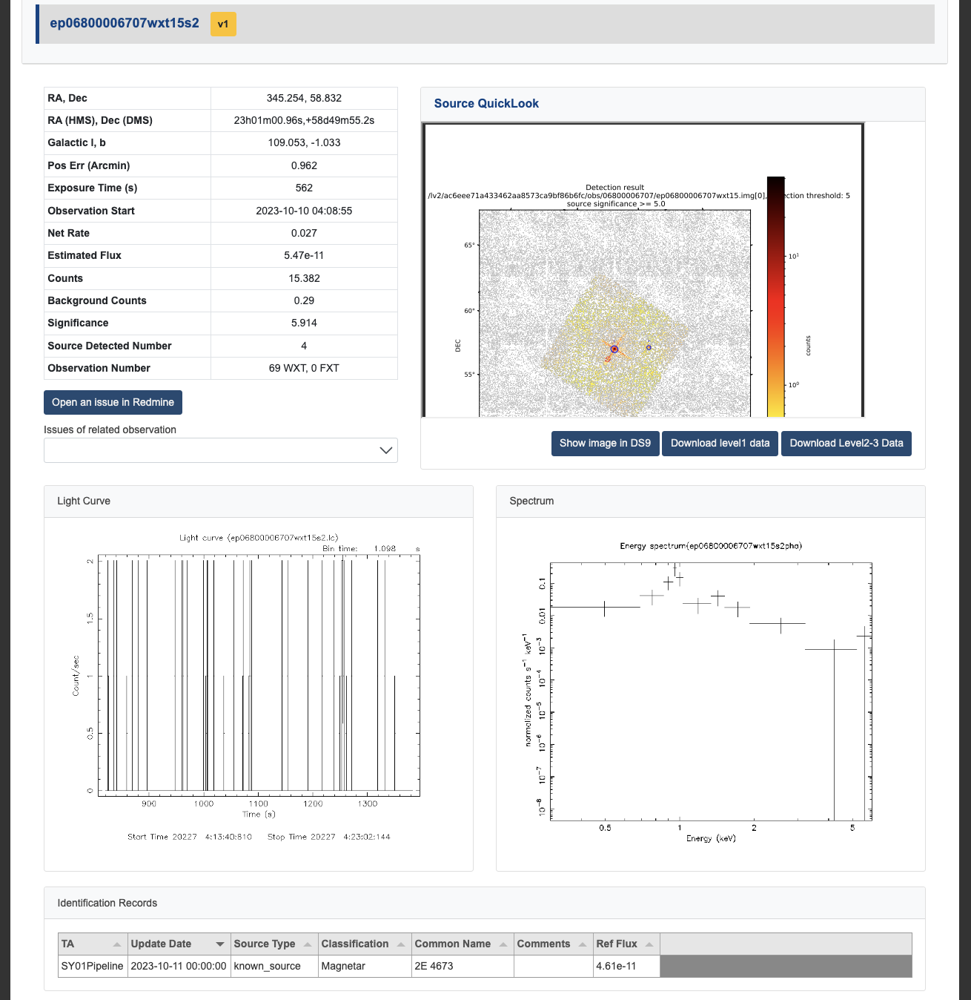 ep06800006707wxt15s2 v1
RA, Dec 345.254, 58.832
RA (HMS), Dec (DMS) 23h01m00.96s,+58d49m55.2s
Galactic l, b 109.053, -1.033
Pos Err (Arcmin) 0.962
Exposure Time (s) 562
Observation Start 2023-10-10 04:08:55
Net Rate 0.027
Estimated Flux 5.47e-11
Counts 15.382
Background Counts 0.29
Significance 5.914
Source Detected Number 4
Observation Number 69 WXT, 0 FXT
Open an issue in Redmine
Issues of related observation
Source QuickLook
Detection result
/lv2/ac6eee71a433462aa8573ca9bf86b6fc/obs/06800006707/ep06800006707wxt15.img[0], ection threshold: 5
source significance >= 5.0
65°
60°
55°
DEC
10¹
10⁰
counts
Show image in DS9 Download level1 data Download Level2-3 Data
Light Curve
Light curve (ep06800006707wxt15s2.lc)
Bin time: 1.098 s
2
1.5
1
0.5
0
Count/sec
900 1000 1100 1200 1300
Time (s)
Start Time 20227 4:13:40:810 Stop Time 20227 4:23:02:144
Spectrum
Energy spectrum(ep06800006707wxt15s2pha)
0.1
0.01
10⁻³
10⁻⁴
10⁻⁵
10⁻⁶
10⁻⁷
10⁻⁸
normalized counts s⁻¹ keV⁻¹
0.5 1 2 5
Energy (keV)
Identification Records
TA Update Date Source Type Classification Common Name Comments Ref Flux
SY01Pipeline 2023-10-11 00:00:00 known_source Magnetar 2E 4673 4.61e-11